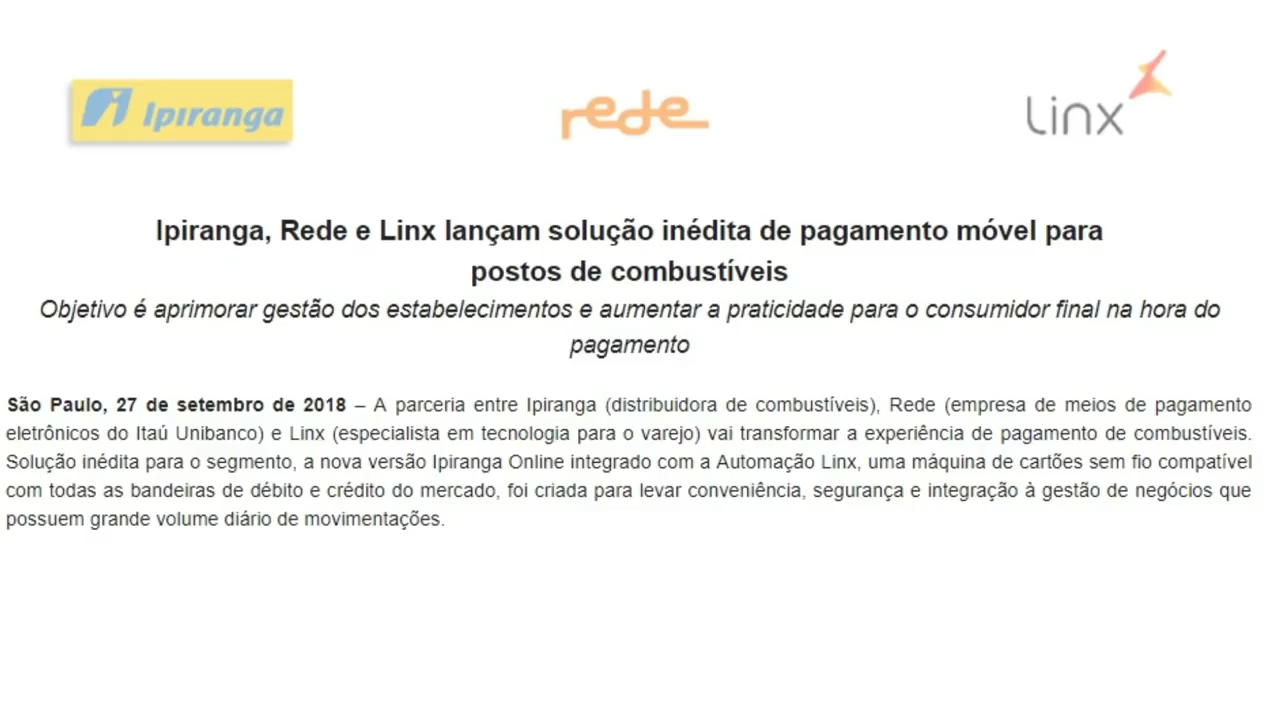 Ipiranga
rede
Linx
Ipiranga, Rede e Linx lançam solução inédita de pagamento móvel para
postos de combustíveis
Objetivo é aprimorar gestão dos estabelecimentos e aumentar a praticidade para o consumidor final na hora do
pagamento
São Paulo, 27 de setembro de 2018 – A parceria entre Ipiranga (distribuidora de combustíveis), Rede (empresa de meios de pagamento
eletrônicos do Itaú Unibanco) e Linx (especialista em tecnologia para o varejo) vai transformar a experiência de pagamento de combustíveis.
Solução inédita para o segmento, a nova versão Ipiranga Online integrado com a Automação Linx, uma máquina de cartões sem fio compatível
com todas as bandeiras de débito e crédito do mercado, foi criada para levar conveniência, segurança e integração à gestão de negócios que
possuem grande volume diário de movimentações.